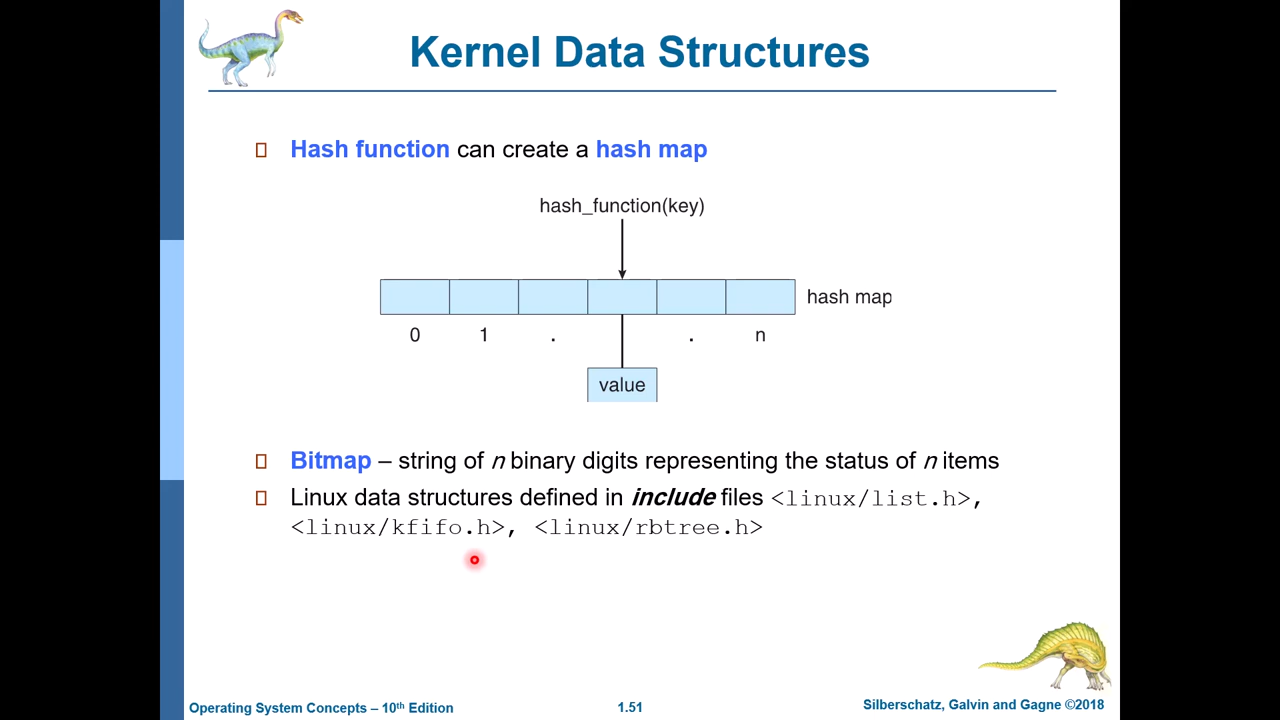 Kernel Data Structures
Hash function can create a hash map
hash_function(key)
hash map
0 1 . . n
value
Bitmap – string of n binary digits representing the status of n items
Linux data structures defined in include files <linux/list.h>,
<linux/kfifo.h>, <linux/rbtree.h>
Operating System Concepts – 10th Edition
1.51
Silberschatz, Galvin and Gagne ©2018